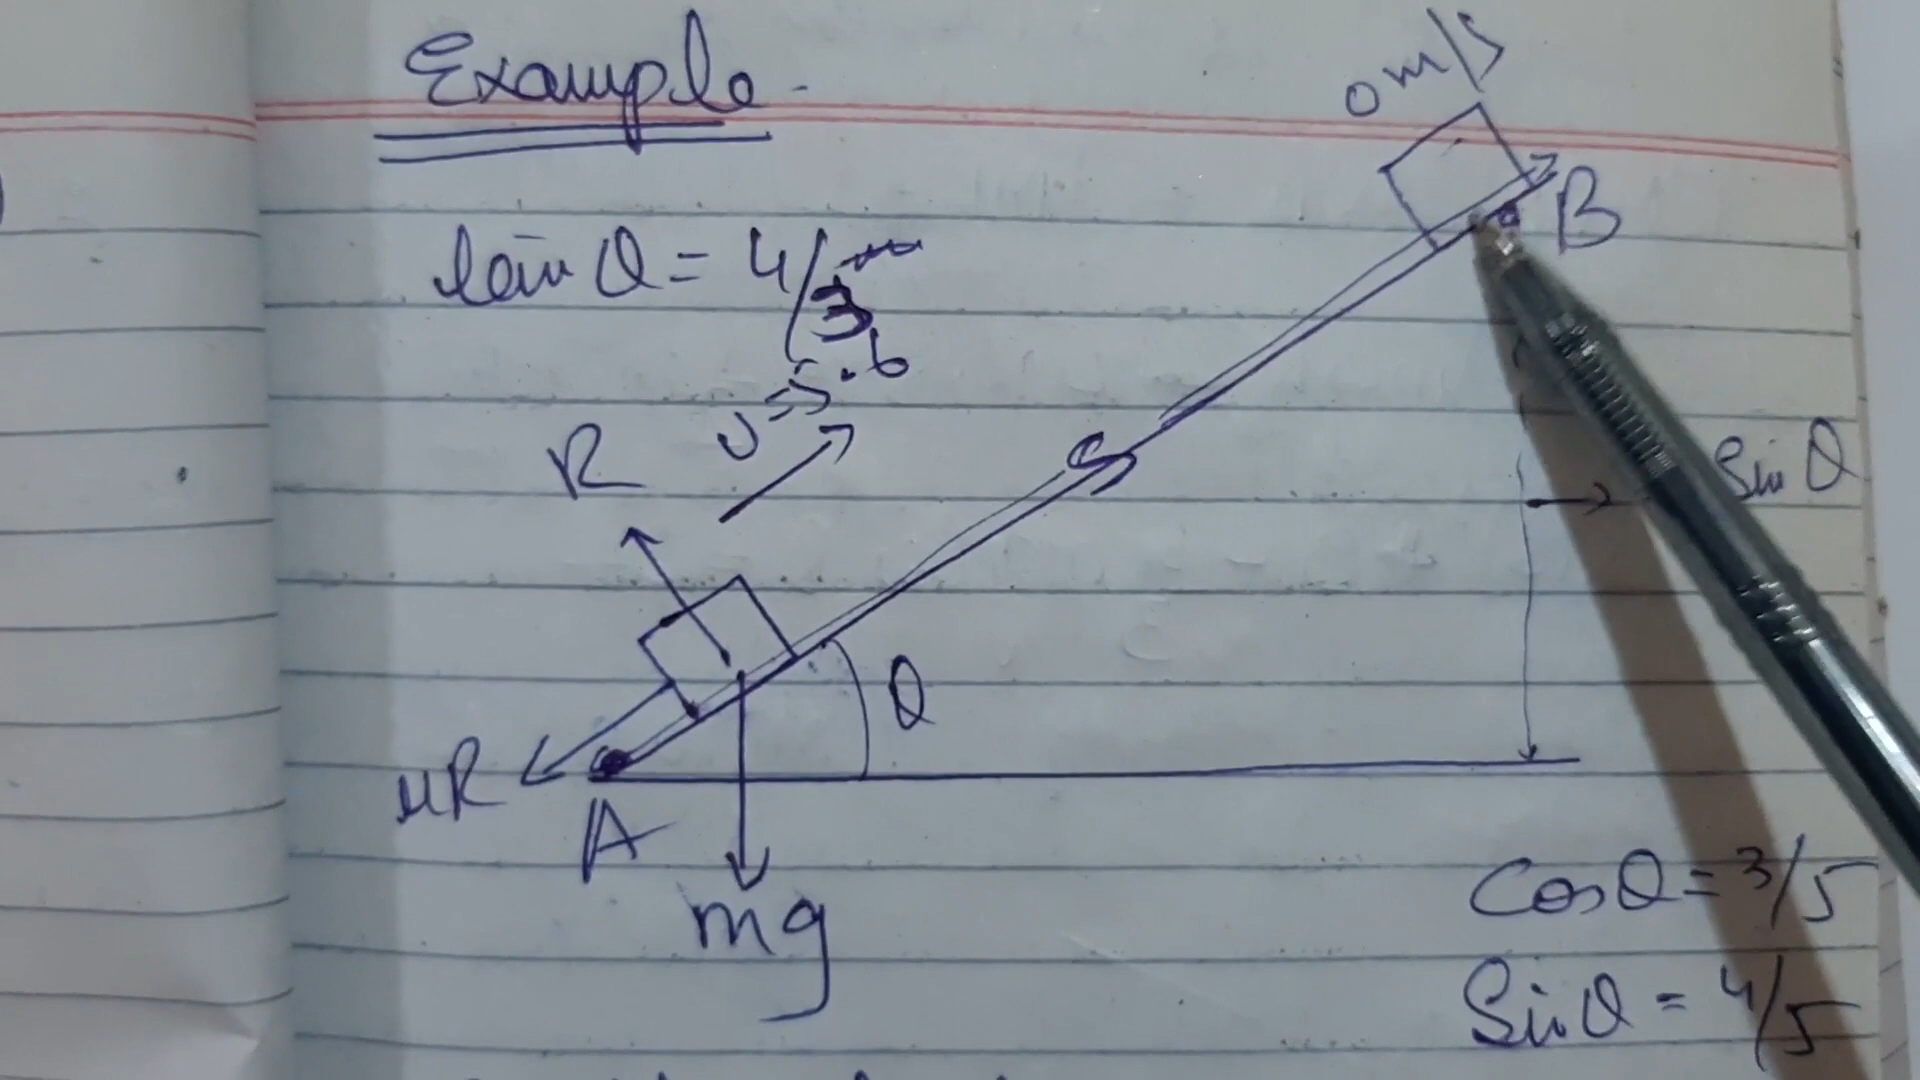 Example
0 m/s
B
tan θ = 4/3
υ = 5.6
R
S
Sin θ
θ
μR
A
mg
Cos θ = 3/5
Sin θ = 4/5